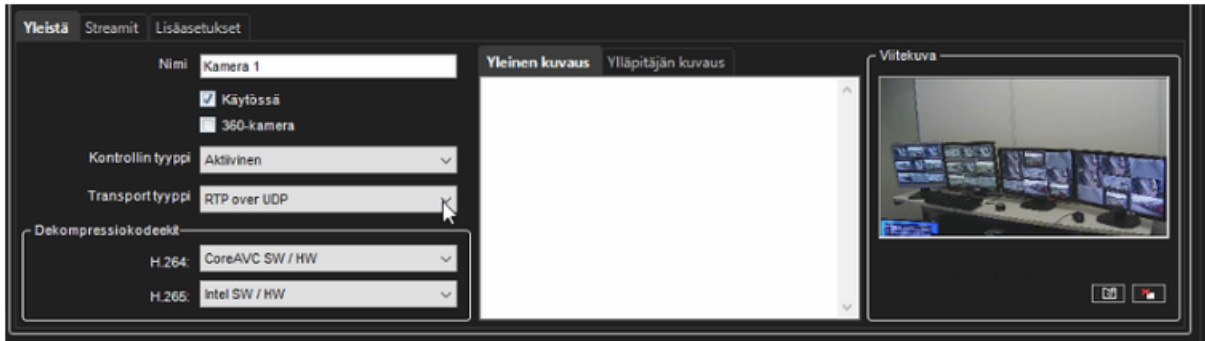 Yleistä Streamit Lisäasetukset
Nimi Kamera 1
Käytössä
360-kamera
Kontrollin tyyppi Aktiivinen
Transport tyyppi RTP over UDP
Dekompressiokodeekit
H.264: CoreAVC SW / HW
H.265: Intel SW / HW
Yleinen kuvaus Ylläpitäjän kuvaus
Viitekuva